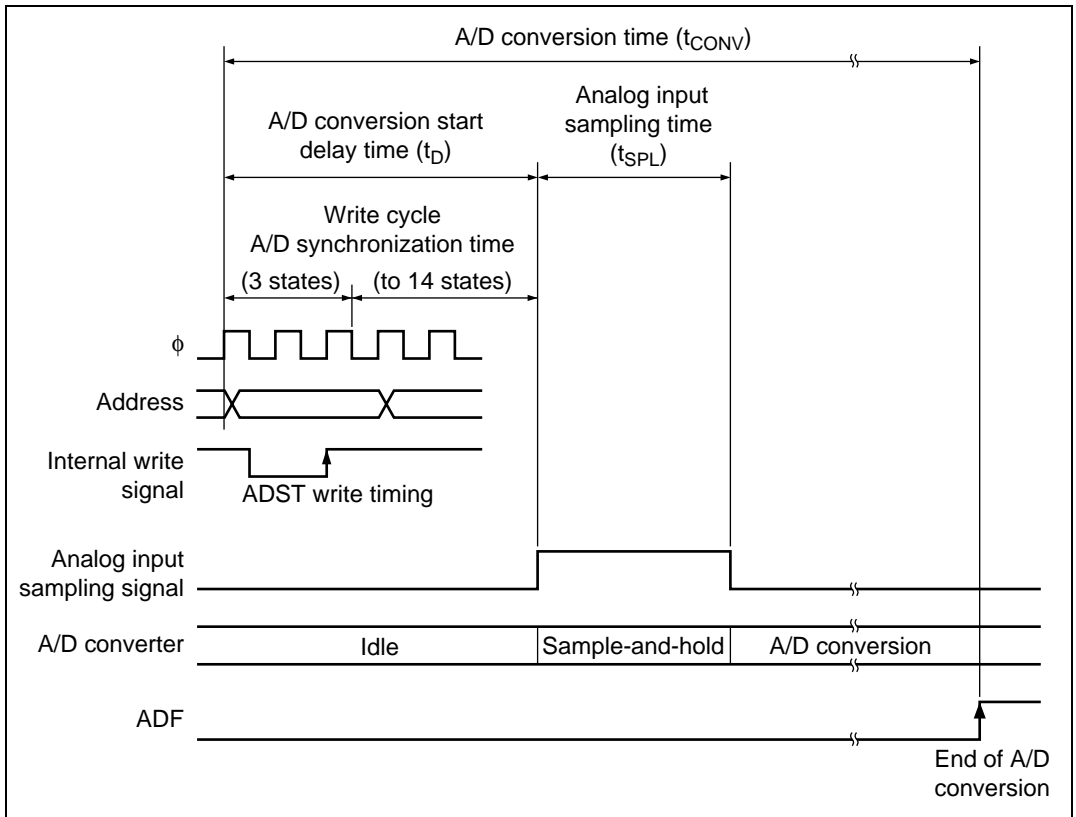 A/D conversion time (tCONV)
Analog input
sampling time
(tSPL)
A/D conversion start
delay time (tD)
Write cycle
A/D synchronization time
(3 states)
(to 14 states)
ϕ
Address
Internal write
signal
ADST write timing
Analog input
sampling signal
A/D converter
Idle
Sample-and-hold
A/D conversion
ADF
End of A/D
conversion